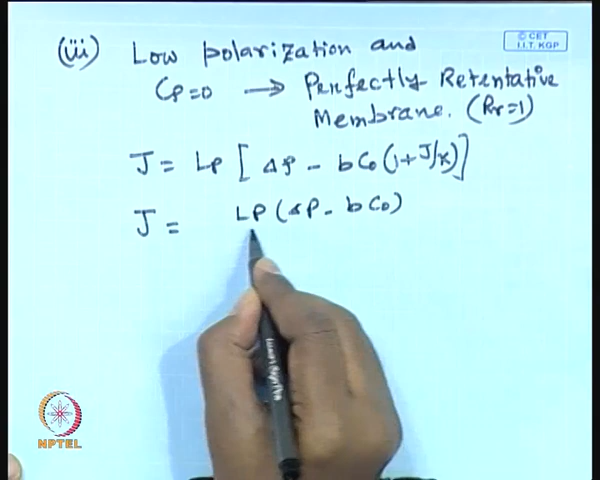 (iii) Low polarization and
© CET
I.I.T. KGP
Cp=0 → Perfectly Retentative
Membrane. (Rr=1)
J = Lp [ ΔP - bC₀ (1+J/K)]
J = LP (ΔP - bC₀)
NPTEL